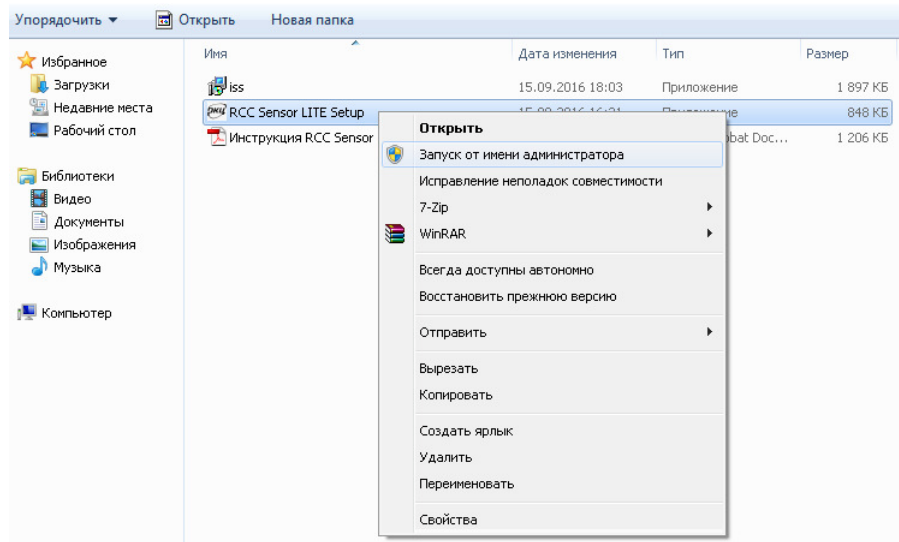 Упорядочить Открыть Новая папка
Имя Дата изменения Тип Размер
Избранное
Загрузки
Недавние места
Рабочий стол
Библиотеки
Видео
Документы
Изображения
Музыка
Компьютер
iss 15.09.2016 18:03 Приложение 1 897 КБ
RCC Sensor LITE Setup 848 КБ
Инструкция RCC Sensor bat Doc... 1 206 КБ
Открыть
Запуск от имени администратора
Исправление неполадок совместимости
7-Zip
WinRAR
Всегда доступны автономно
Восстановить прежнюю версию
Отправить
Вырезать
Копировать
Создать ярлык
Удалить
Переименовать
Свойства